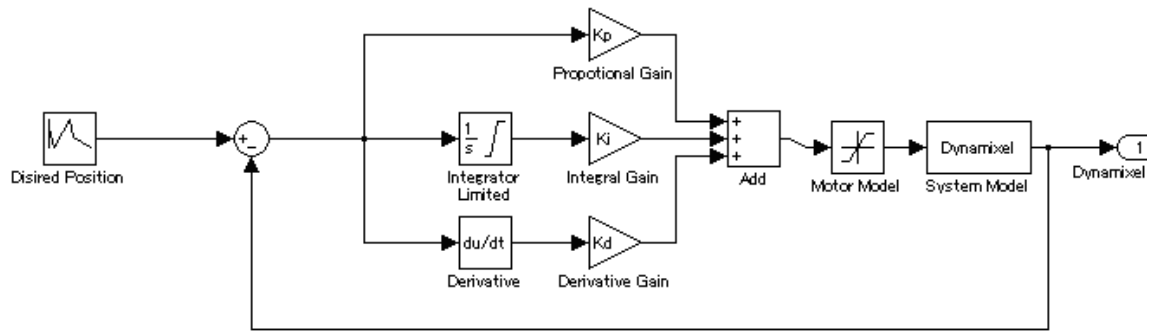 Kp
Propotional Gain
Disired Position
+
-
1
s
Integrator
Limited
Ki
Integral Gain
+
+
+
Add
Motor Model
Dynamixel
System Model
1
Dynamixel
du/dt
Derivative
Kd
Derivative Gain